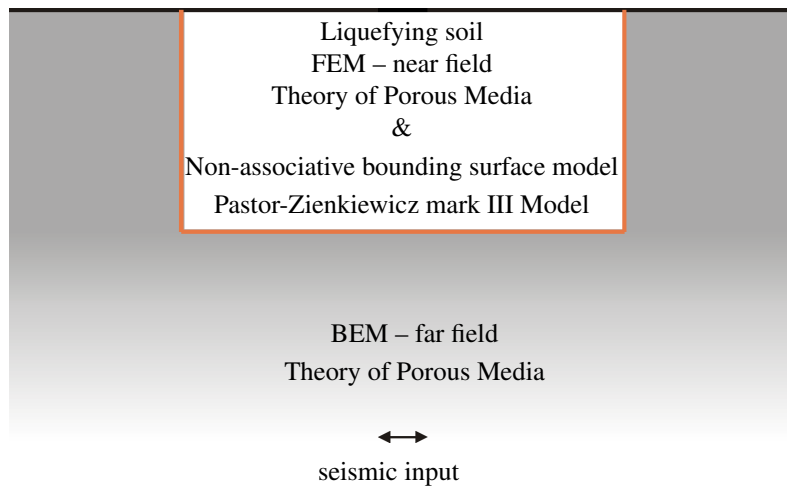 Liquefying soil
FEM – near field
Theory of Porous Media
&
Non-associative bounding surface model
Pastor-Zienkiewicz mark III Model
BEM – far field
Theory of Porous Media
seismic input